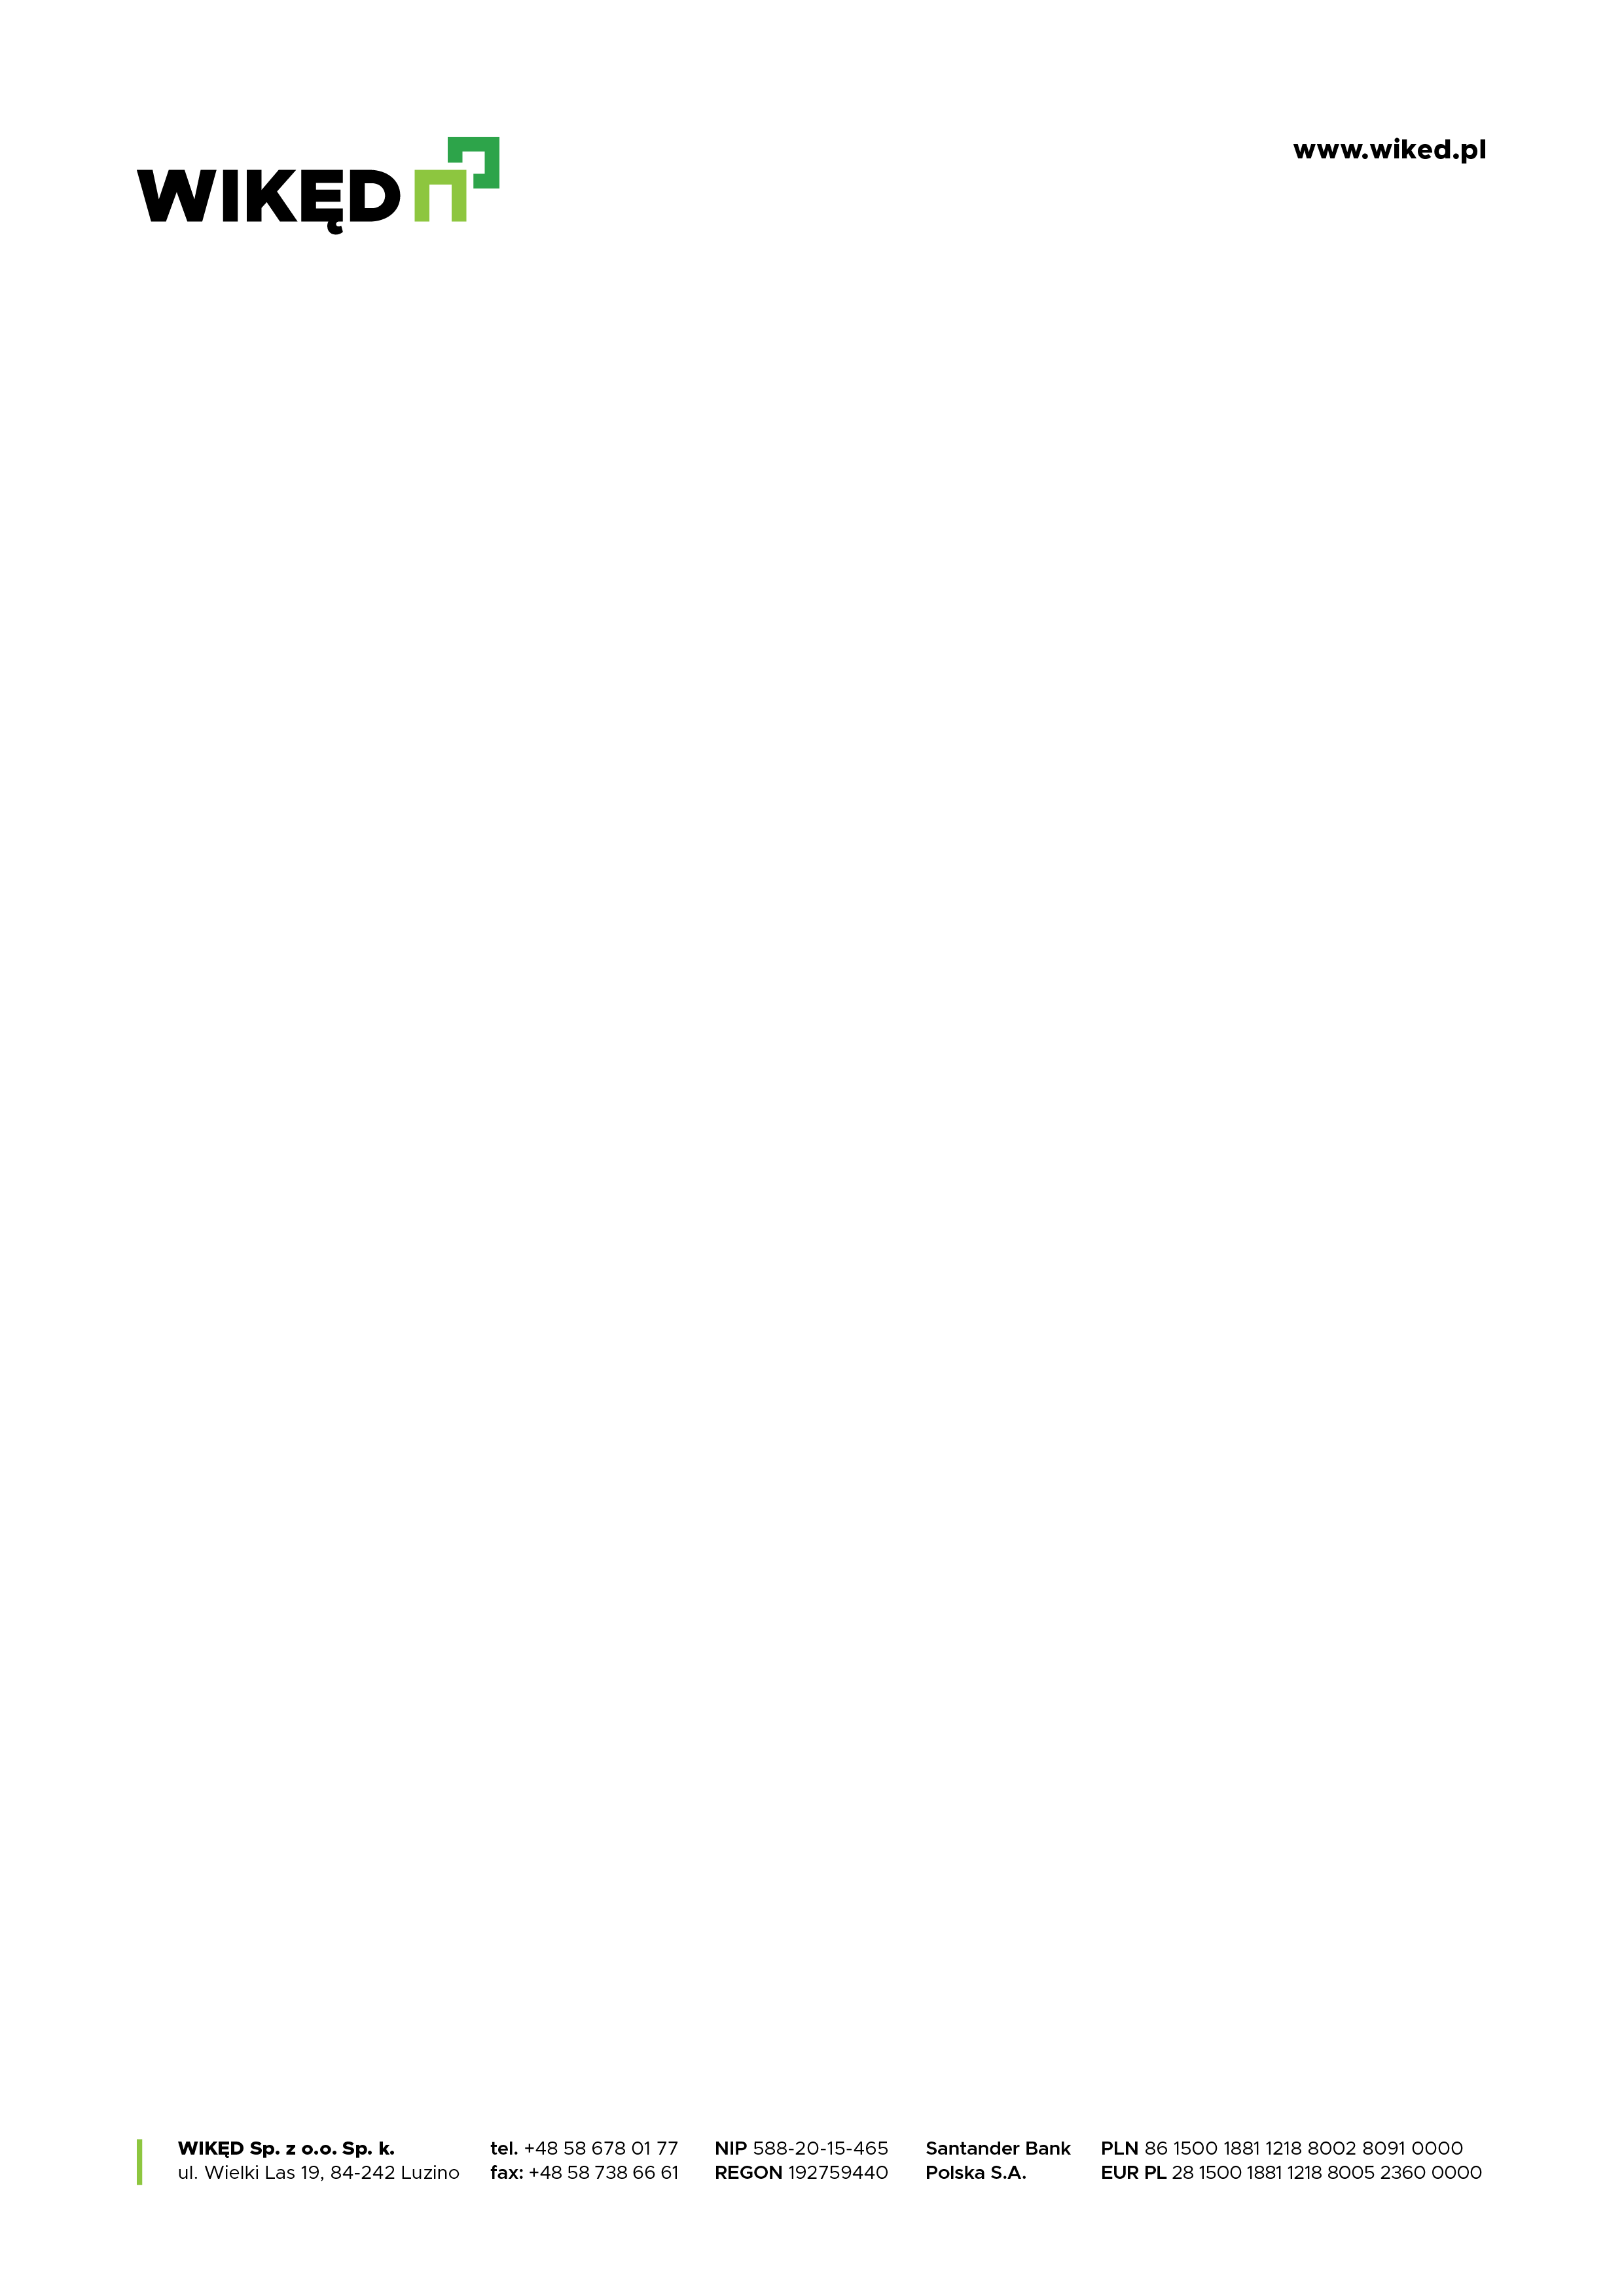 WIKĘD
www.wiked.pl
WIKĘD Sp. z o.o. Sp. k.
ul. Wielki Las 19, 84-242 Luzino
tel. +48 58 678 01 77
fax: +48 58 738 66 61
NIP 588-20-15-465
REGON 192759440
Santander Bank
Polska S.A.
PLN 86 1500 1881 1218 8002 8091 0000
EUR PL 28 1500 1881 1218 8005 2360 0000